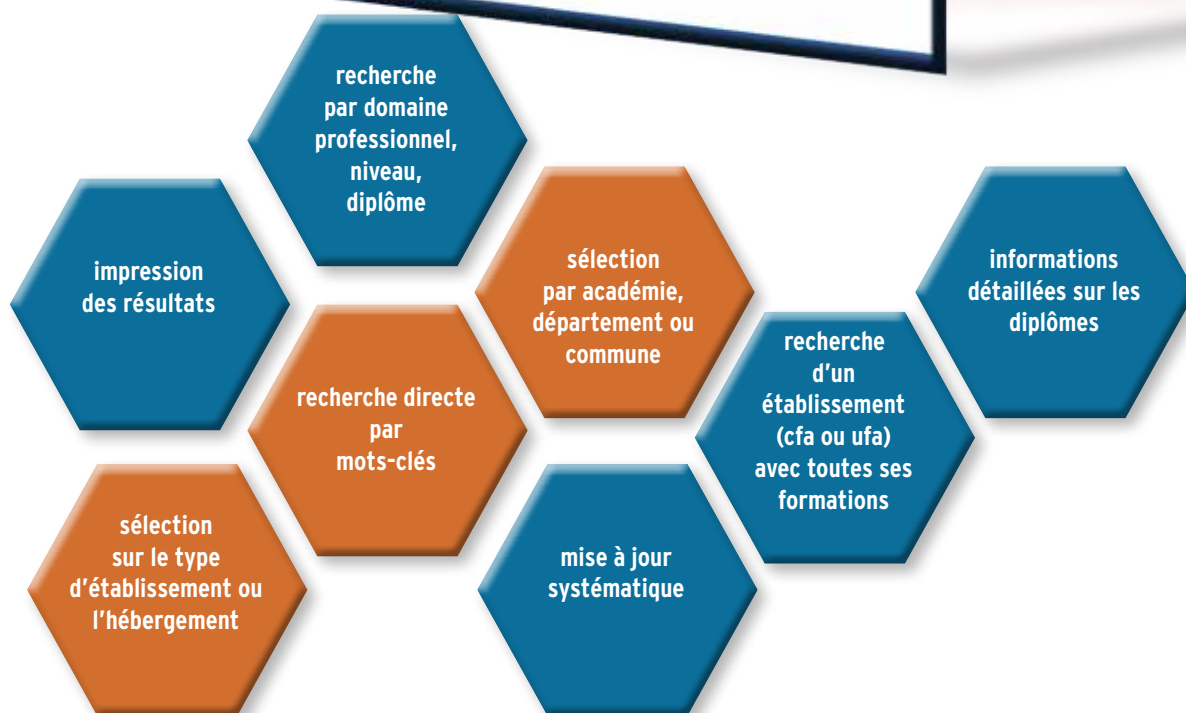 recherche
par domaine
professionnel,
niveau,
diplôme
impression
des résultats
sélection
par académie,
département ou
commune
informations
détaillées sur les
diplômes
recherche directe
par
mots-clés
recherche
d'un
établissement
(cfa ou ufa)
avec toutes ses
formations
sélection
sur le type
d'établissement ou
l'hébergement
mise à jour
systématique